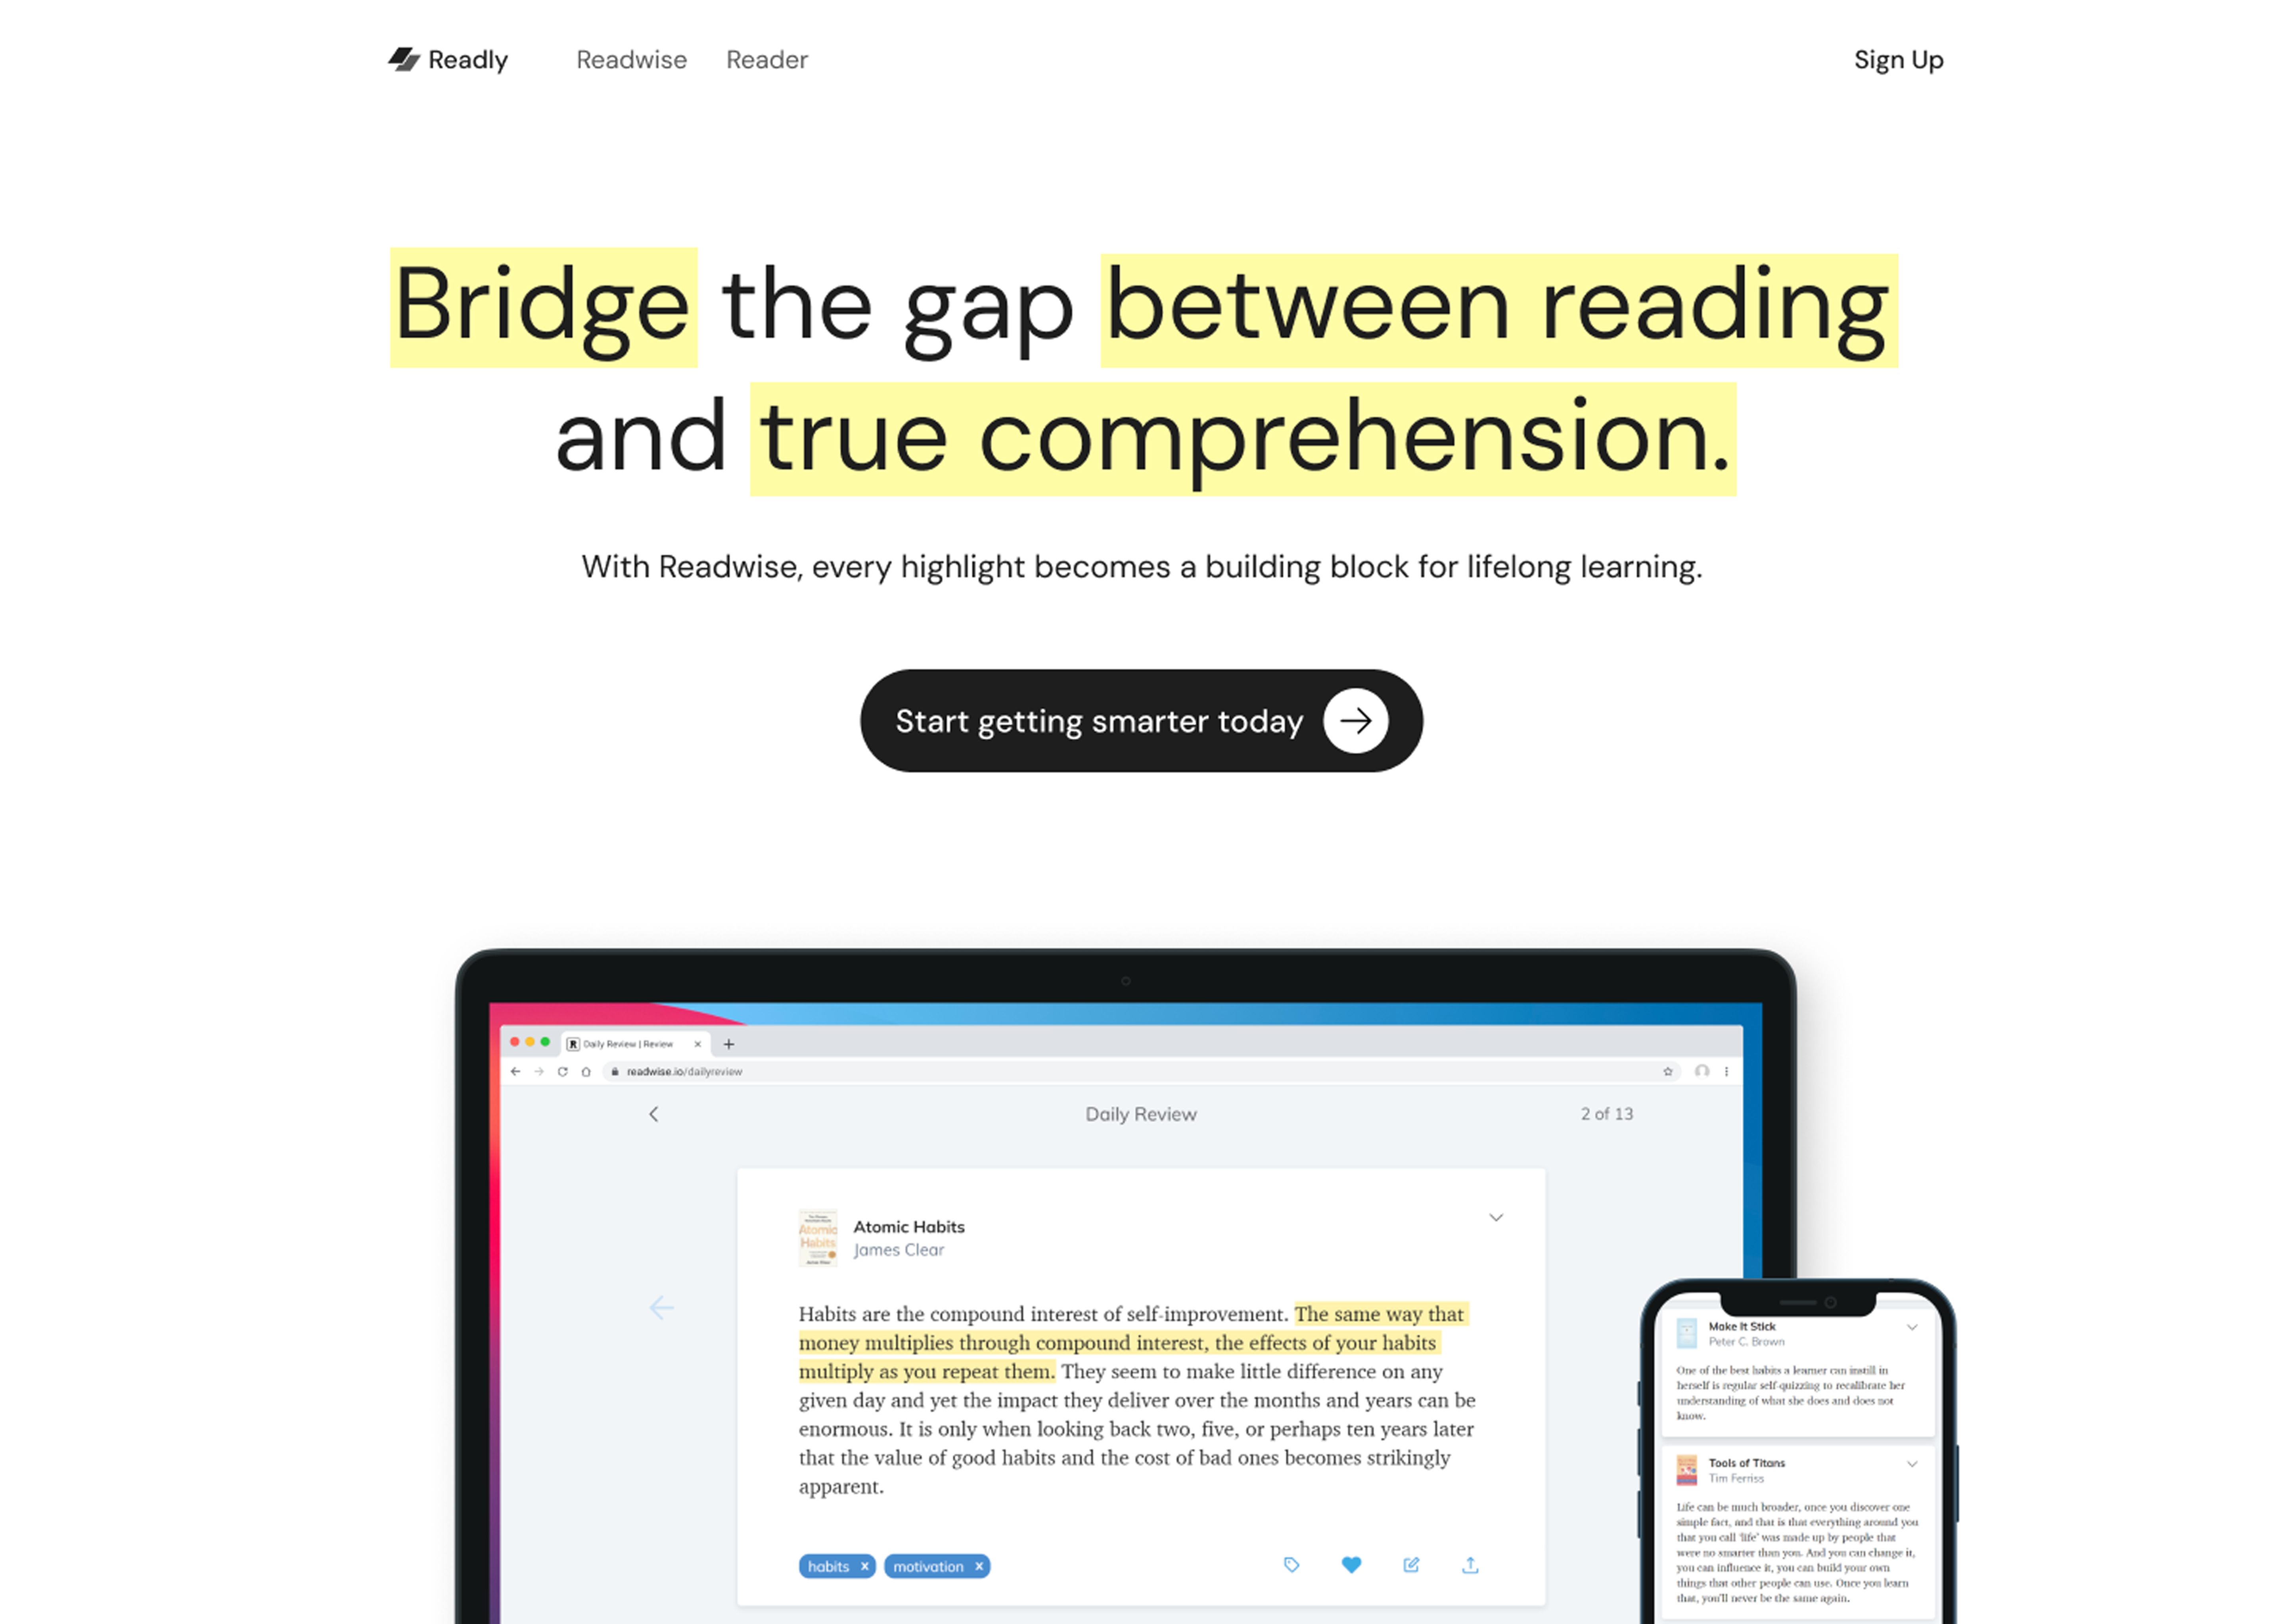 Readly Readwise Reader Sign Up
Bridge the gap between reading
and true comprehension.
With Readwise, every highlight becomes a building block for lifelong learning.
Start getting smarter today
Daily Review | Review
readwise.io/dailyreview
Daily Review 2 of 13
Atomic Habits
James Clear
Atomic
Habits
Habits are the compound interest of self-improvement. The same way that
money multiplies through compound interest, the effects of your habits
multiply as you repeat them. They seem to make little difference on any
given day and yet the impact they deliver over the months and years can be
enormous. It is only when looking back two, five, or perhaps ten years later
that the value of good habits and the cost of bad ones becomes strikingly
apparent.
habits x motivation x
Make It Stick
Peter C. Brown
One of the best habits a learner can instill in
herself is regular self-quizzing to recalibrate her
understanding of what she does and does not
know.
Tools of Titans
Tim Ferriss
Life can be much broader, once you discover one
simple fact, and that is that everything around you
that you call 'life' was made up by people that
were no smarter than you. And you can change it,
you can influence it, you can build your own
things that other people can use. Once you learn
that, you'll never be the same again.